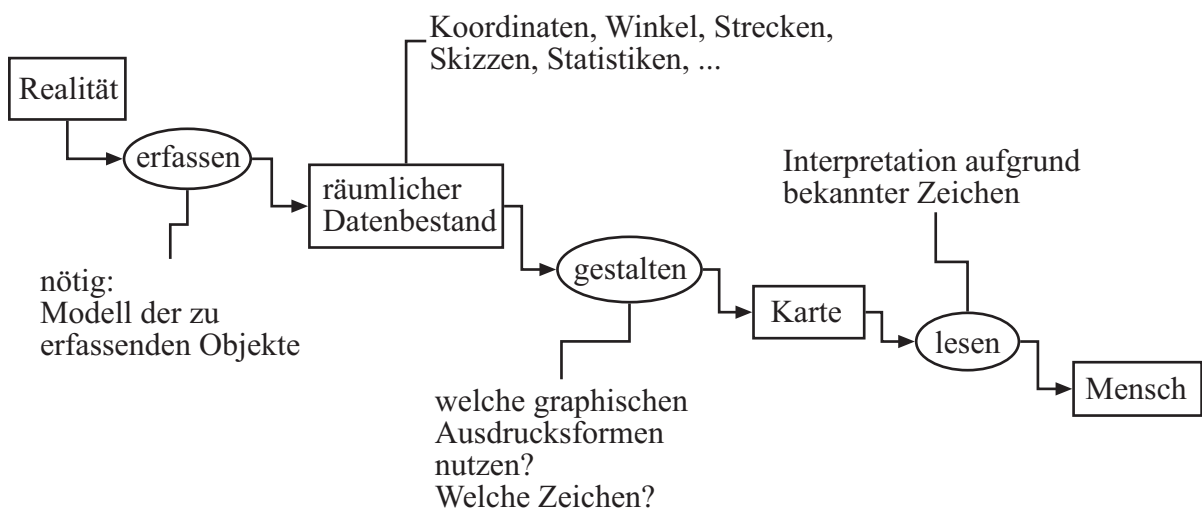 Koordinaten, Winkel, Strecken,
Skizzen, Statistiken, ...
Realität
erfassen
räumlicher
Datenbestand
Interpretation aufgrund
bekannter Zeichen
nötig:
Modell der zu
erfassenden Objekte
gestalten
Karte
lesen
Mensch
welche graphischen
Ausdrucksformen
nutzen?
Welche Zeichen?